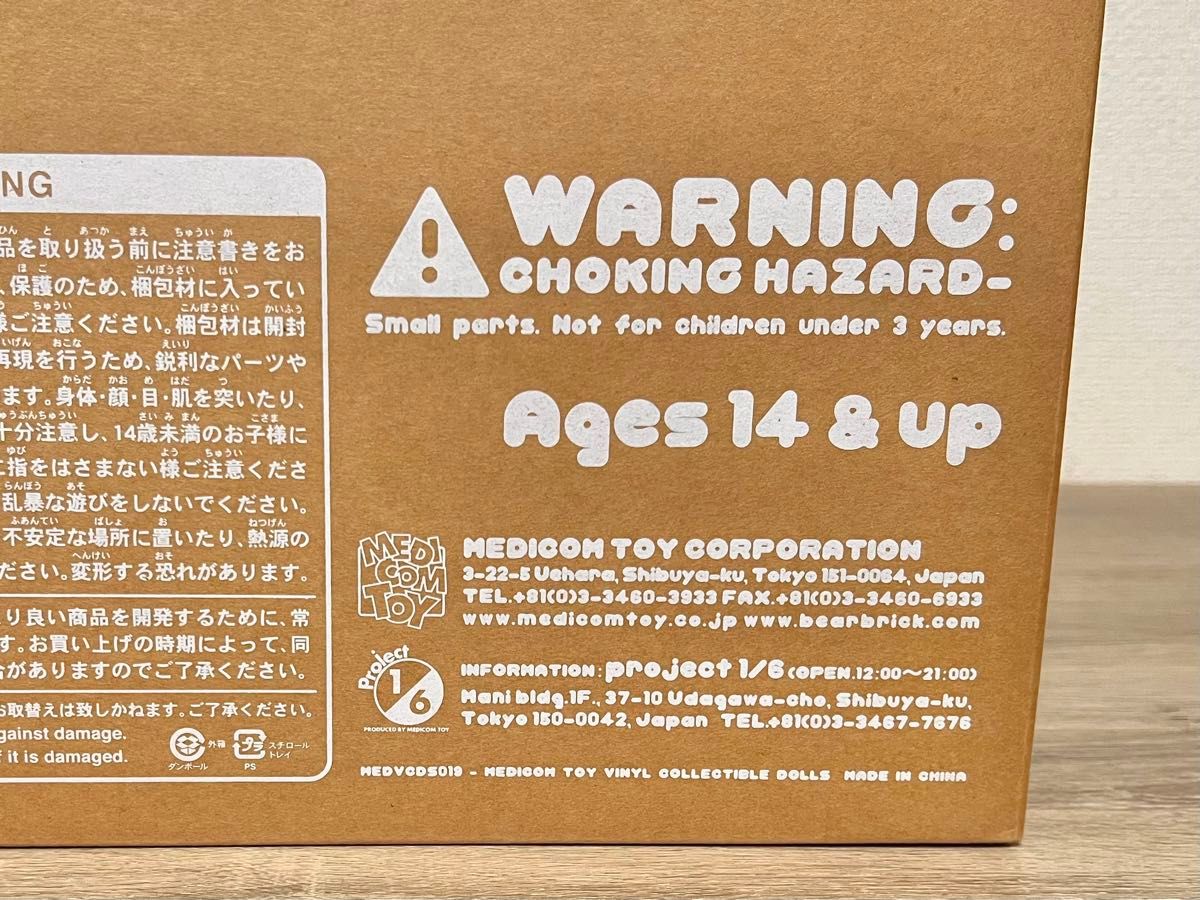 NG
品を取り扱う前に注意書きをお
、保護のため、梱包材に入ってい
様ご注意ください。梱包材は開封
再現を行うため、鋭利なパーツや
ます。身体・顔・目・肌を突いたり、
十分注意し、14歳未満のお子様に
に指をはさまない様ご注意くださ
乱暴な遊びをしないでください。
不安定な場所に置いたり、熱源の
ださい。変形する恐れがあります。
り良い商品を開発するために、常
す。お買い上げの時期によって、同
合がありますのでご了承ください。
お取替えは致しかねます。ご了承ください。
against damage.
if it is damaged.
ダンボール 外箱 PS スチロールトレイ
WARNING:
CHOKING HAZARD-
Small parts. Not for children under 3 years.
Ages 14 & up
MEDICOM TOY
MEDICOM TOY CORPORATION
3-22-5 Uehara, Shibuya-ku, Tokyo 151-0064, Japan
TEL.+81(0)3-3460-3933 FAX.+81(0)3-3460-6933
www.medicomtoy.co.jp www.bearbrick.com
Project 1/6
PRODUCED BY MEDICOM TOY
INFORMATION: project 1/6 (OPEN.12:00~21:00)
Mani bldg.1F., 37-10 Udagawa-cho, Shibuya-ku,
Tokyo 150-0042, Japan TEL.+81(0)3-3467-7676
MEDVCDS019 - MEDICOM TOY VINYL COLLECTIBLE DOLLS MADE IN CHINA